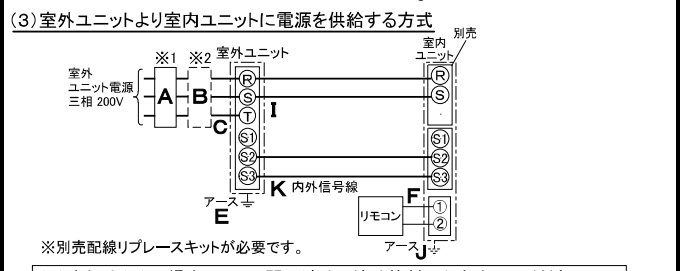 (3)室外ユニットより室内ユニットに電源を供給する方式
別売
※1 ※2 室外ユニット
室内
ユニット
室外
ユニット電源
三相 200V
A
B
C
R
S
T
S1
S2
S3
I
R
S
S1
S2
S3
K 内外信号線
アース
E
リモコン
F
①
②
アース
J
※別売配線リプレースキットが必要です。